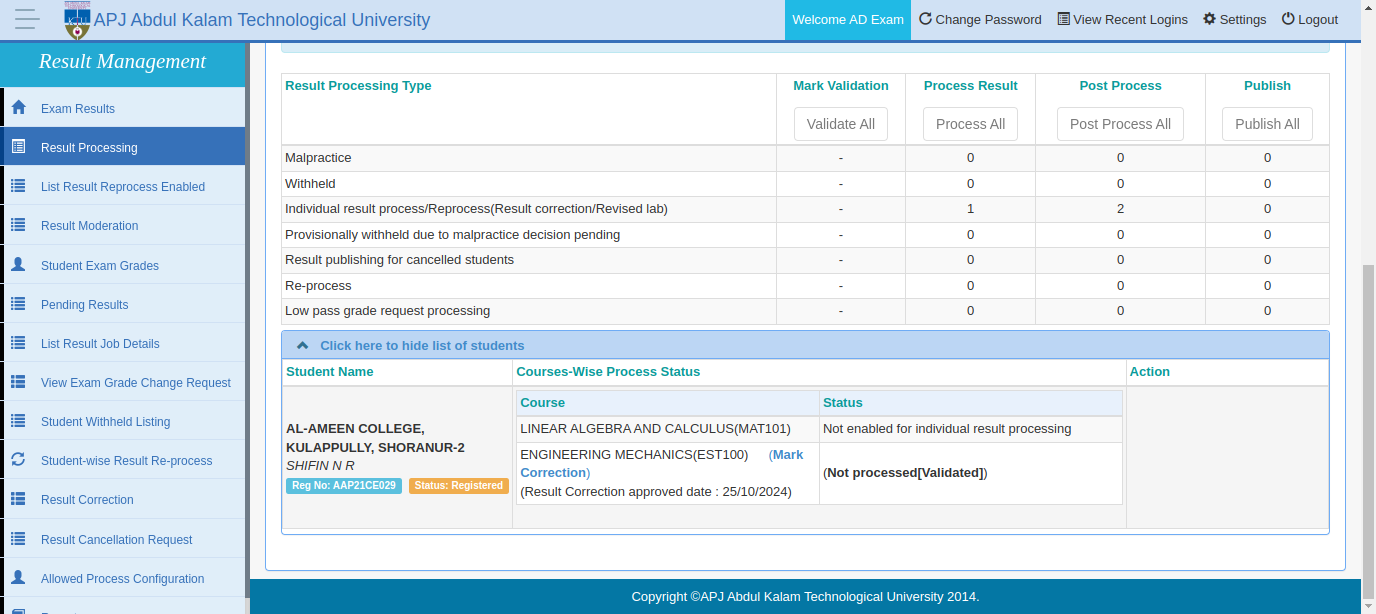 APJ Abdul Kalam Technological University
Welcome AD Exam
Change Password
View Recent Logins
Settings
Logout
Result Management
Exam Results
Result Processing
List Result Reprocess Enabled
Result Moderation
Student Exam Grades
Pending Results
List Result Job Details
View Exam Grade Change Request
Student Withheld Listing
Student-wise Result Re-process
Result Correction
Result Cancellation Request
Allowed Process Configuration
Result Processing Type Mark Validation Process Result Post Process Publish
Validate All Process All Post Process All Publish All
Malpractice - 0 0 0
Withheld - 0 0 0
Individual result process/Reprocess(Result correction/Revised lab) - 1 2 0
Provisionally withheld due to malpractice decision pending - 0 0 0
Result publishing for cancelled students - 0 0 0
Re-process - 0 0 0
Low pass grade request processing - 0 0 0
Click here to hide list of students
Student Name Courses-Wise Process Status Action
AL-AMEEN COLLEGE,
KULAPPULLY, SHORANUR-2
SHIFIN N R
Reg No: AAP21CE029 Status: Registered
Course Status
LINEAR ALGEBRA AND CALCULUS(MAT101) Not enabled for individual result processing
ENGINEERING MECHANICS(EST100) (Mark
Correction)
(Result Correction approved date : 25/10/2024)
(Not processed[Validated])
Copyright ©APJ Abdul Kalam Technological University 2014.